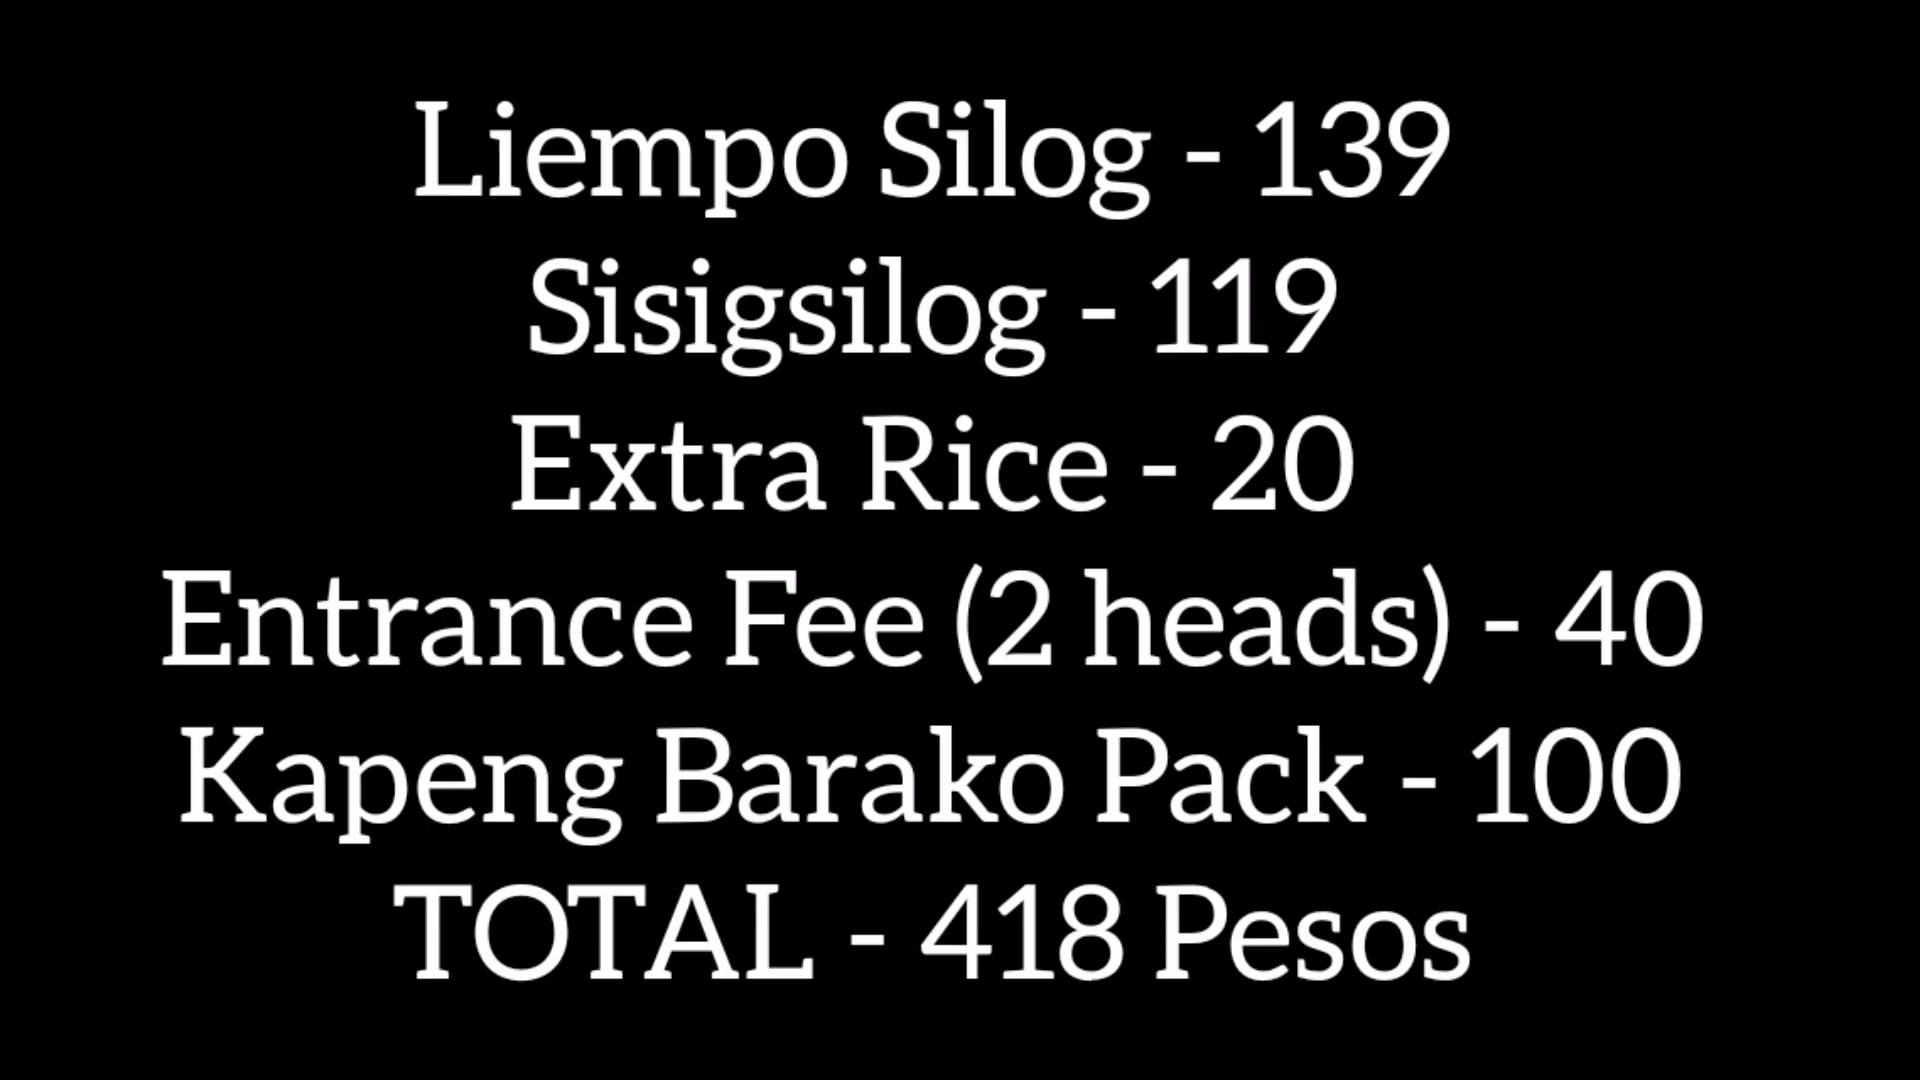 Liempo Silog - 139
Sisigsilog - 119
Extra Rice - 20
Entrance Fee (2 heads) - 40
Kapeng Barako Pack - 100
TOTAL - 418 Pesos